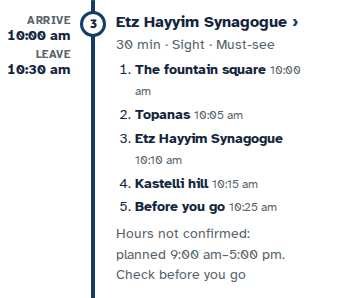 ARRIVE
10:00 am
LEAVE
10:30 am
3
Etz Hayyim Synagogue ›
30 min · Sight · Must-see
1. The fountain square 10:00
am
2. Topanas 10:05 am
3. Etz Hayyim Synagogue
10:10 am
4. Kastelli hill 10:15 am
5. Before you go 10:25 am
Hours not confirmed:
planned 9:00 am–5:00 pm.
Check before you go